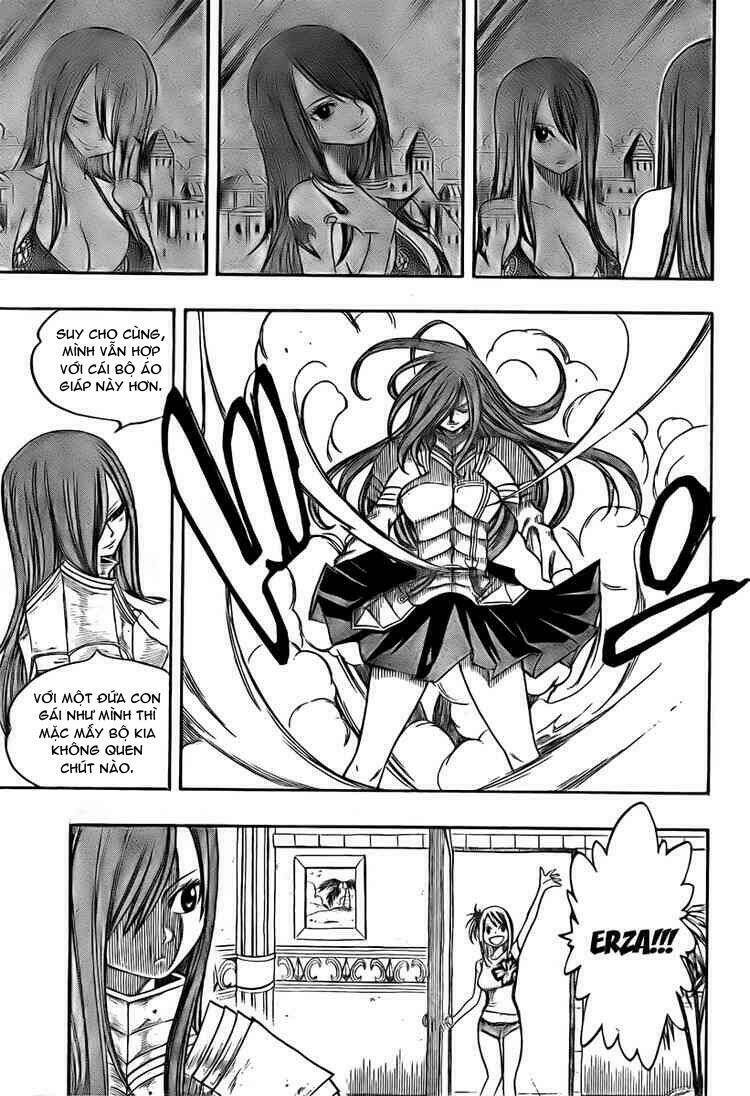 SUY CHO CÙNG,
MÌNH VẪN HỢP
VỚI CÁI BỘ ÁO
GIÁP NÀY HƠN.
VỚI MỘT ĐỨA CON
GÁI NHƯ MÌNH THÌ
MẶC MẤY BỘ KIA
KHÔNG QUEN
CHÚT NÀO.
ERZA!!!